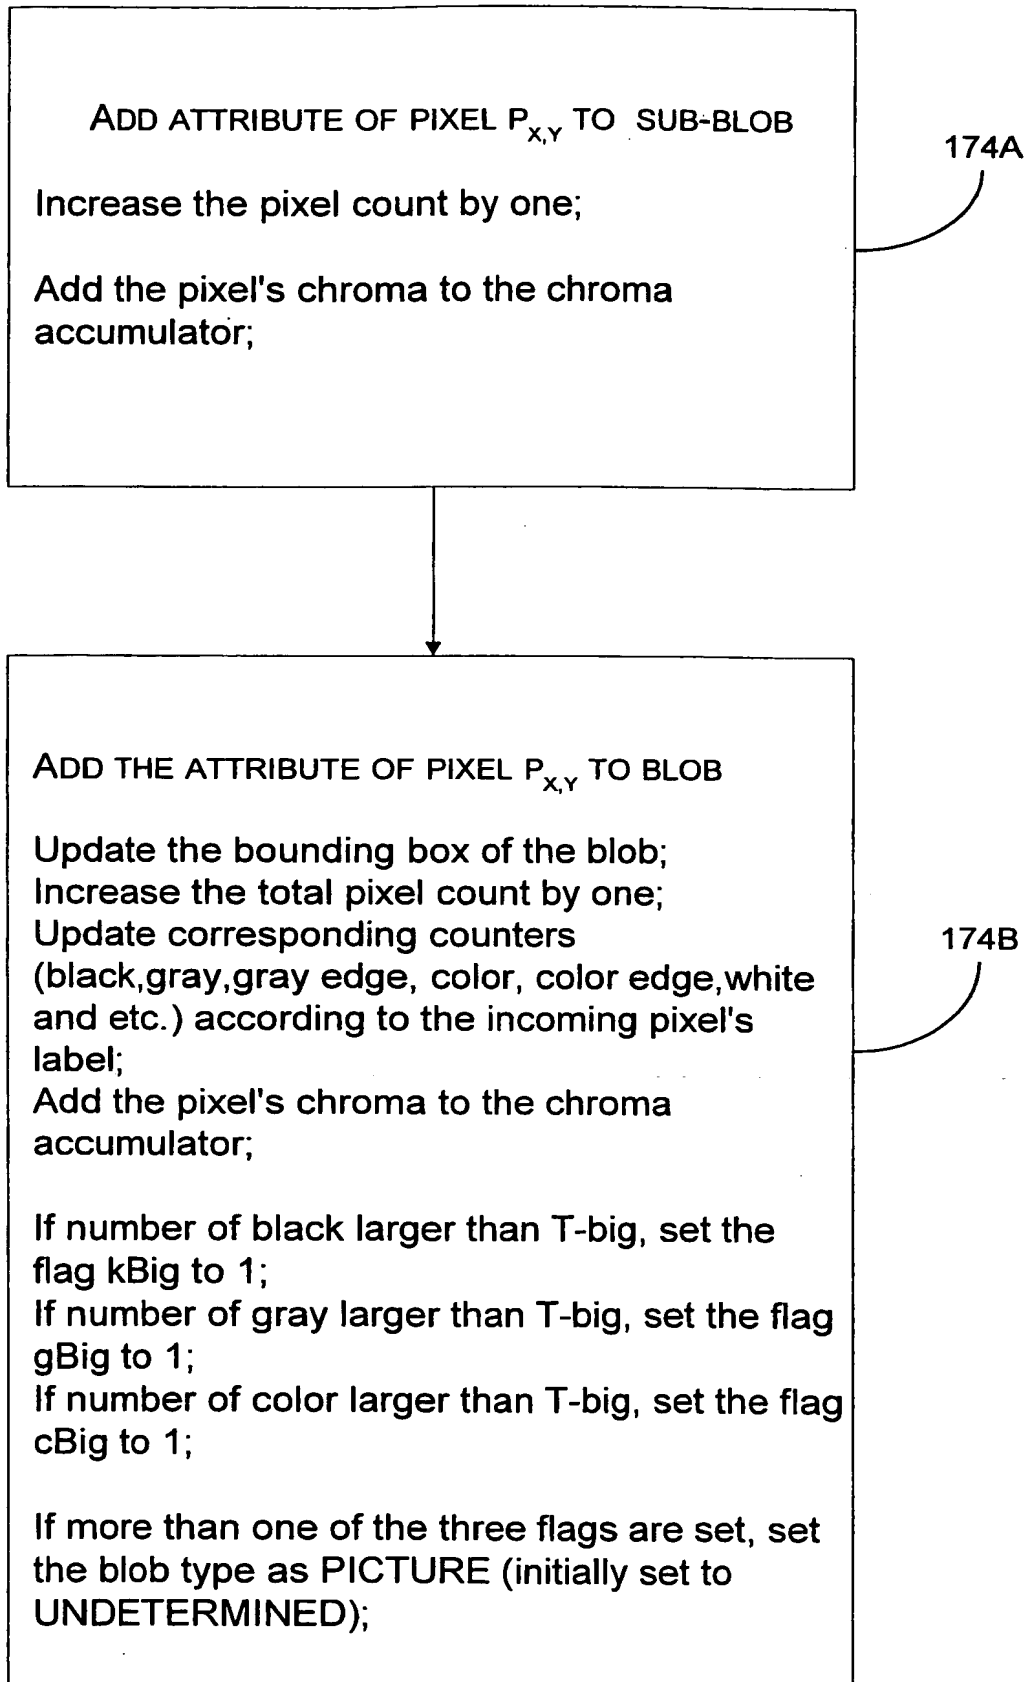 ADD ATTRIBUTE OF PIXEL PX,Y TO SUB-BLOB
174A
Increase the pixel count by one;
Add the pixel's chroma to the chroma
accumulator;
ADD THE ATTRIBUTE OF PIXEL PX,Y TO BLOB
Update the bounding box of the blob;
Increase the total pixel count by one;
Update corresponding counters
174B
(black,gray,gray edge, color, color edge,white
and etc.) according to the incoming pixel's
label;
Add the pixel's chroma to the chroma
accumulator;
If number of black larger than T-big, set the
flag kBig to 1;
If number of gray larger than T-big, set the flag
gBig to 1;
If number of color larger than T-big, set the flag
cBig to 1;
If more than one of the three flags are set, set
the blob type as PICTURE (initially set to
UNDETERMINED);